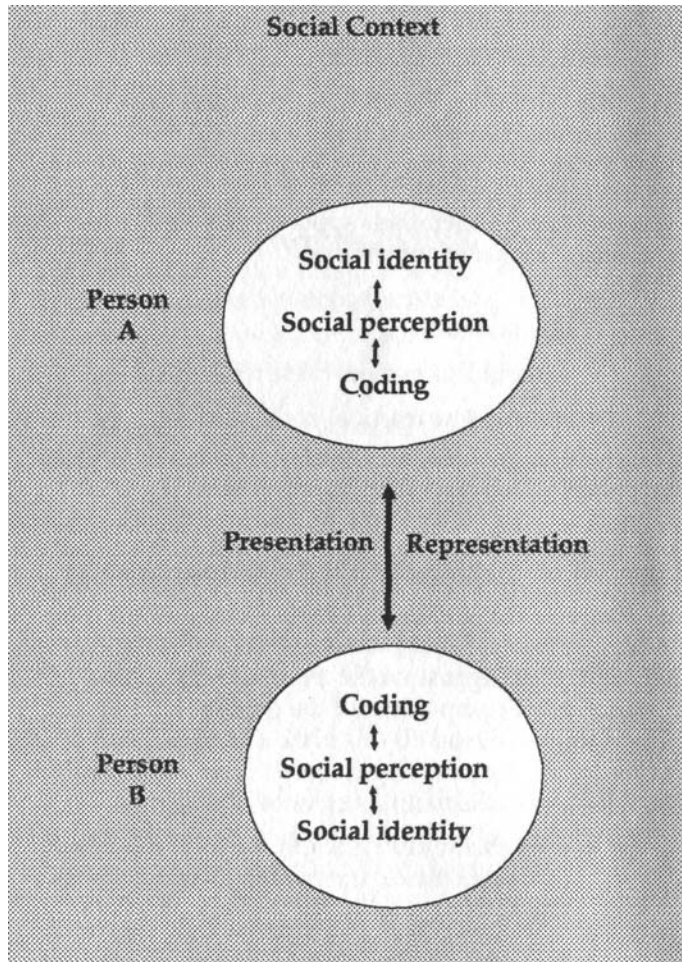 Social Context
Social identity
Person
A
Social perception
Coding
Presentation
Representation
Coding
Person
B
Social perception
Social identity